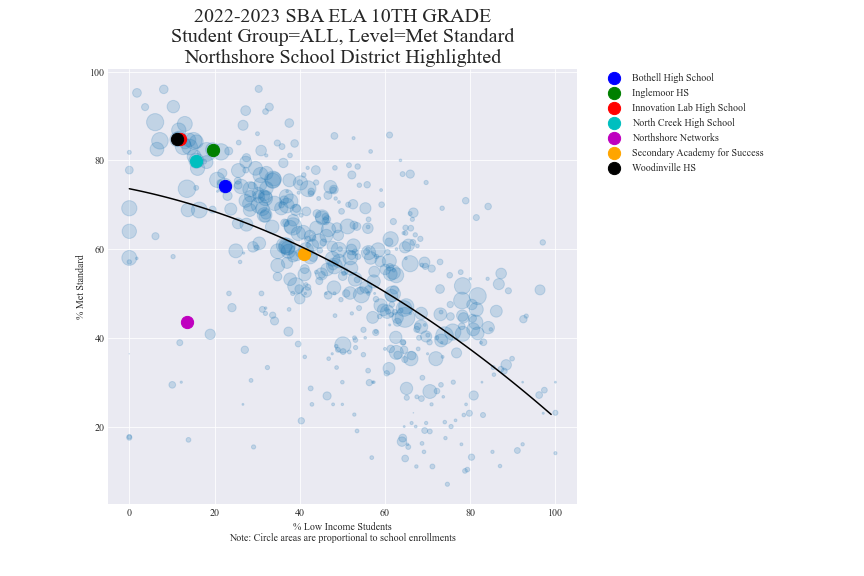 2022-2023 SBA ELA 10TH GRADE
Student Group=ALL, Level=Met Standard
Northshore School District Highlighted
100
80
60
40
20
% Met Standard
0
20
40
60
80
100
% Low Income Students
Note: Circle areas are proportional to school enrollments
Bothell High School
Inglemoor HS
Innovation Lab High School
North Creek High School
Northshore Networks
Secondary Academy for Success
Woodinville HS